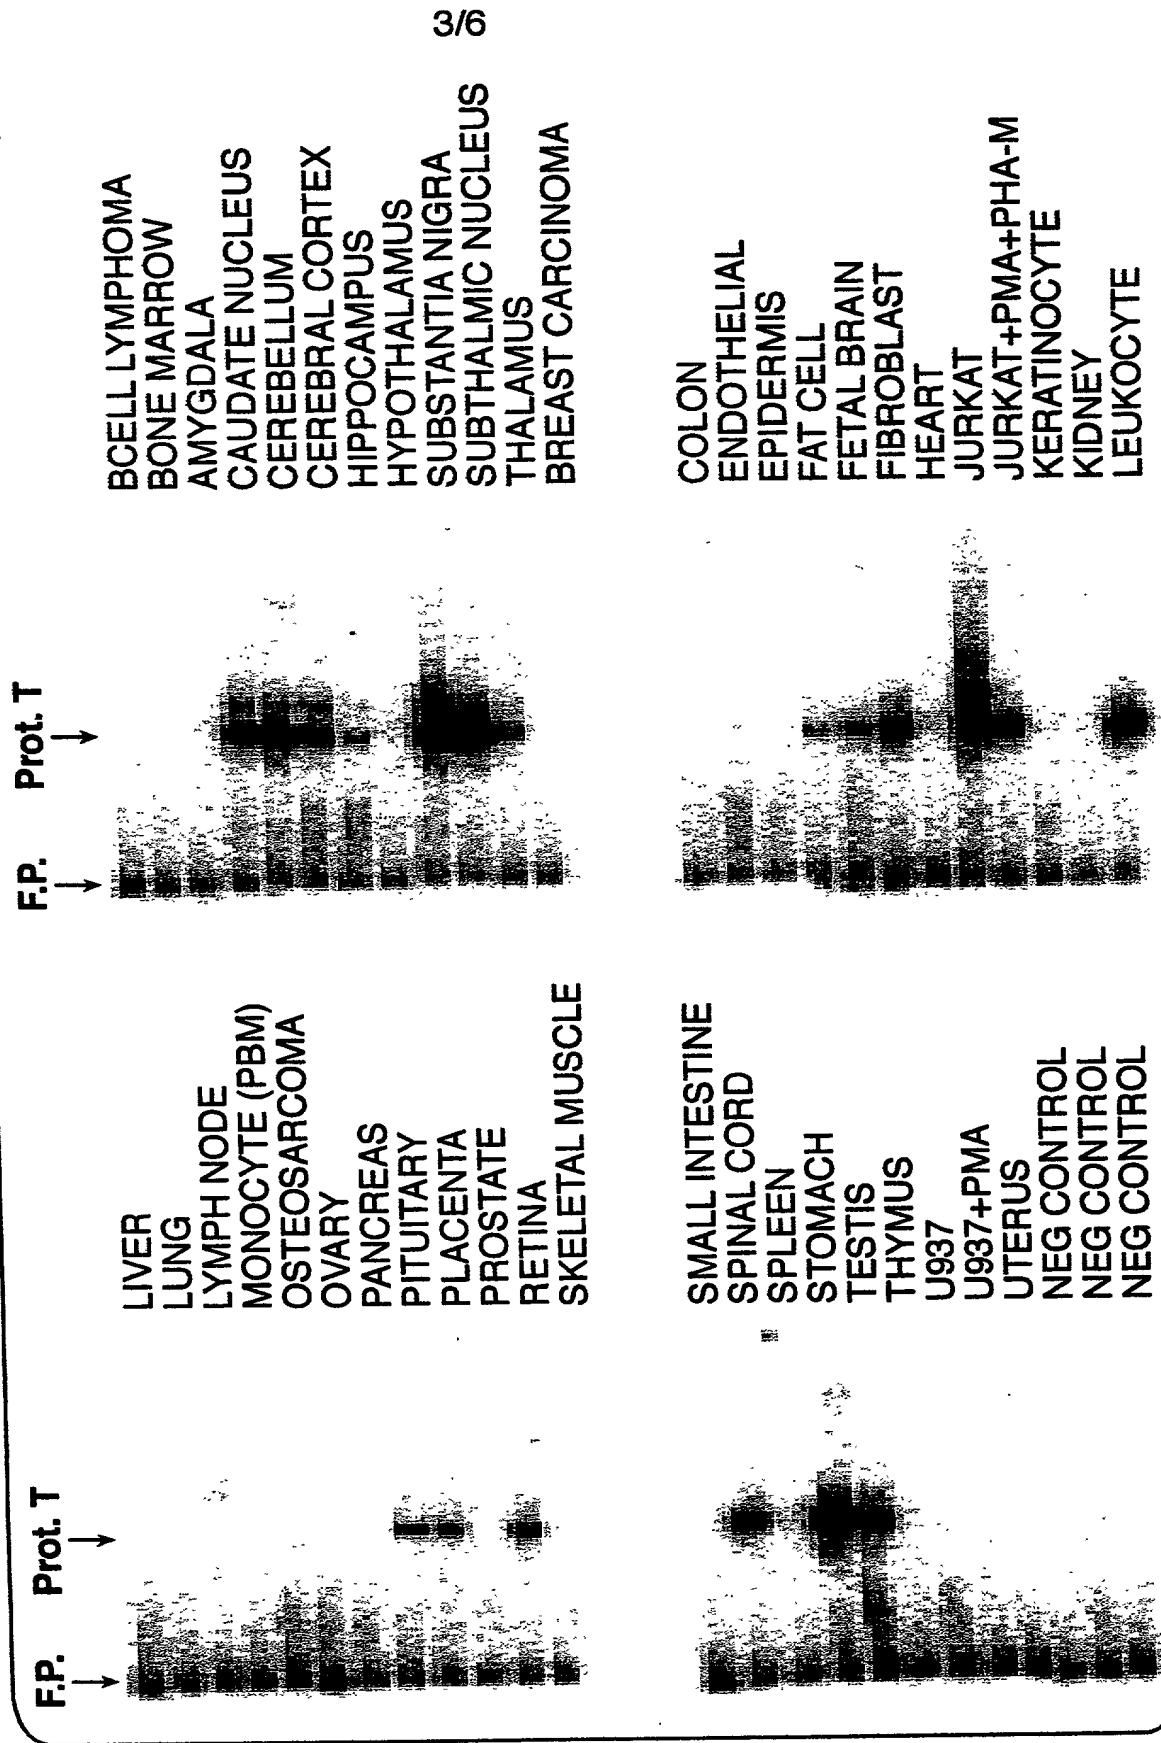 3/6
F.P.
Prot. T
BCELL LYMPHOMA
BONE MARROW
AMYGDALA
CAUDATE NUCLEUS
CEREBELLUM
CEREBRAL CORTEX
HIPPOCAMPUS
HYPOTHALAMUS
SUBSTANTIA NIGRA
SUBTHALMIC NUCLEUS
THALAMUS
BREAST CARCINOMA
COLON
ENDOTHELIAL
EPIDERMIS
FAT CELL
FETAL BRAIN
FIBROBLAST
HEART
JURKAT
JURKAT+PMA+PHA-M
KERATINOCYTE
KIDNEY
LEUKOCYTE
F.P.
Prot. T
LIVER
LUNG
LYMPH NODE
MONOCYTE (PBM)
OSTEOSARCOMA
OVARY
PANCREAS
PITUITARY
PLACENTA
PROSTATE
RETINA
SKELETAL MUSCLE
SMALL INTESTINE
SPINAL CORD
SPLEEN
STOMACH
TESTIS
THYMUS
U937
U937+PMA
UTERUS
NEG CONTROL
NEG CONTROL
NEG CONTROL